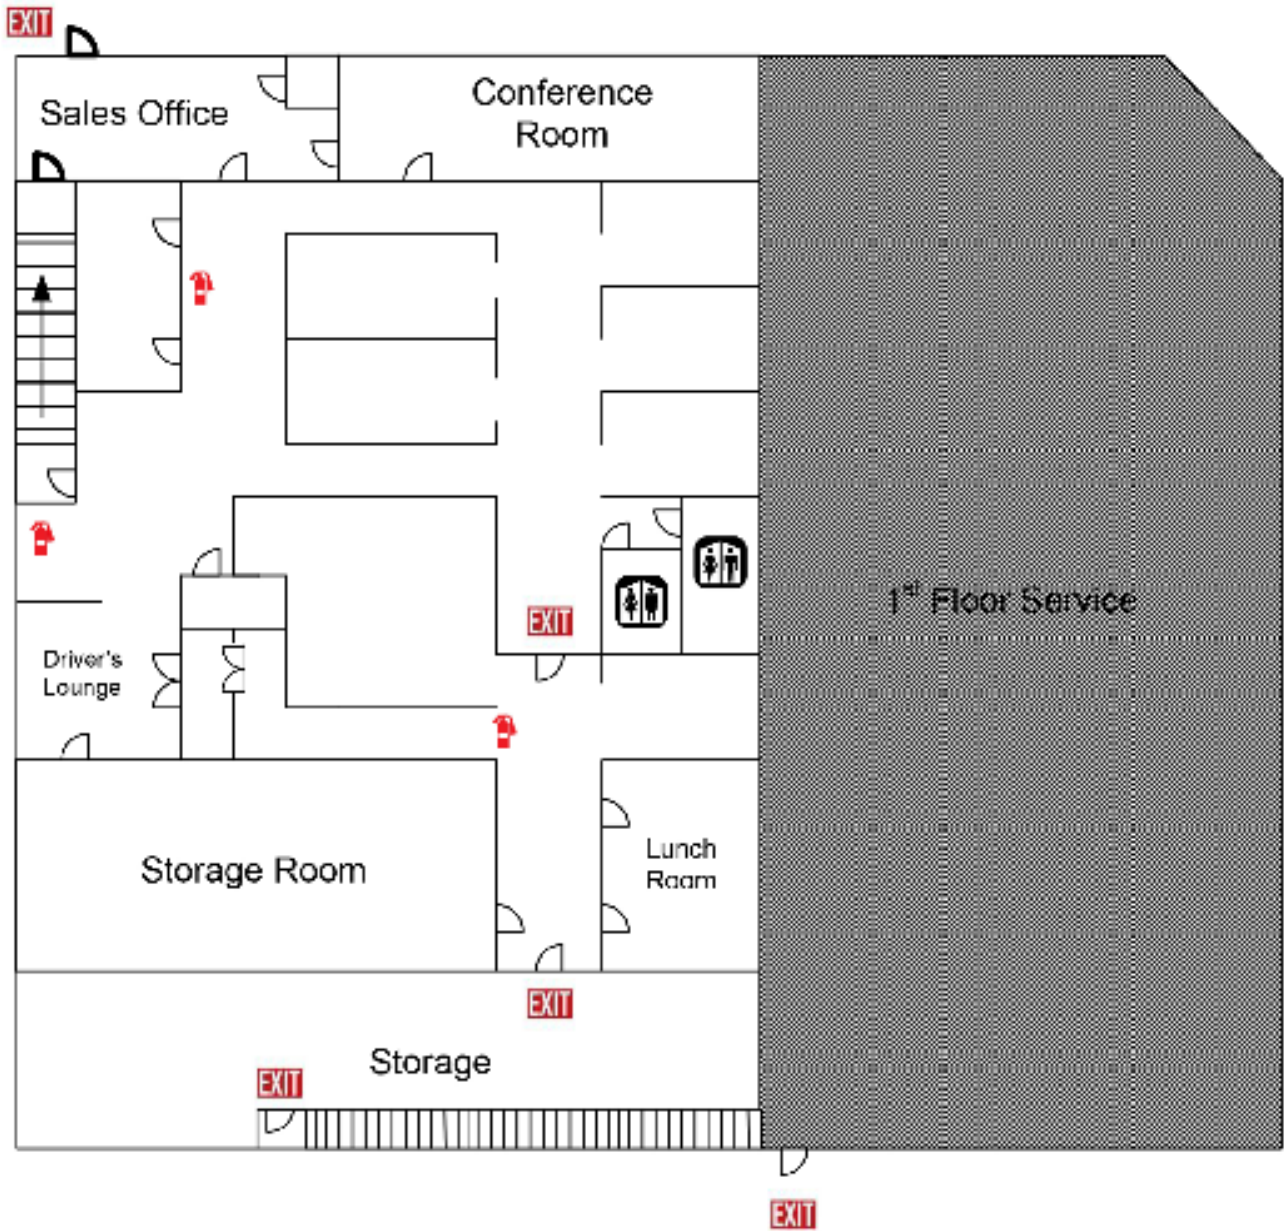 EXIT
Sales Office
Conference
Room
EXIT
1st Floor Service
Driver's
Lounge
Storage Room
Lunch
Room
EXIT
Storage
EXIT
EXIT